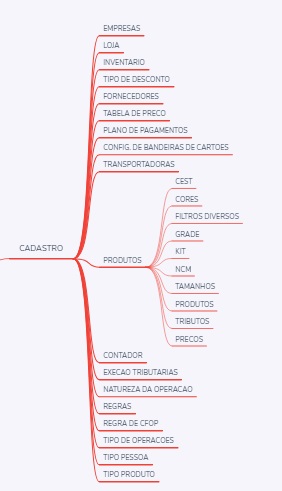 EMPRESAS
LOJA
INVENTARIO
TIPO DE DESCONTO
FORNECEDORES
TABELA DE PRECO
PLANO DE PAGAMENTOS
CONFIG. DE BANDEIRAS DE CARTOES
TRANSPORTADORAS
CADASTRO
PRODUTOS
CEST
CORES
FILTROS DIVERSOS
GRADE
KIT
NCM
TAMANHOS
PRODUTOS
TRIBUTOS
PRECOS
CONTADOR
EXECAO TRIBUTARIAS
NATUREZA DA OPERACAO
REGRAS
REGRA DE CFOP
TIPO DE OPERACOES
TIPO PESSOA
TIPO PRODUTO